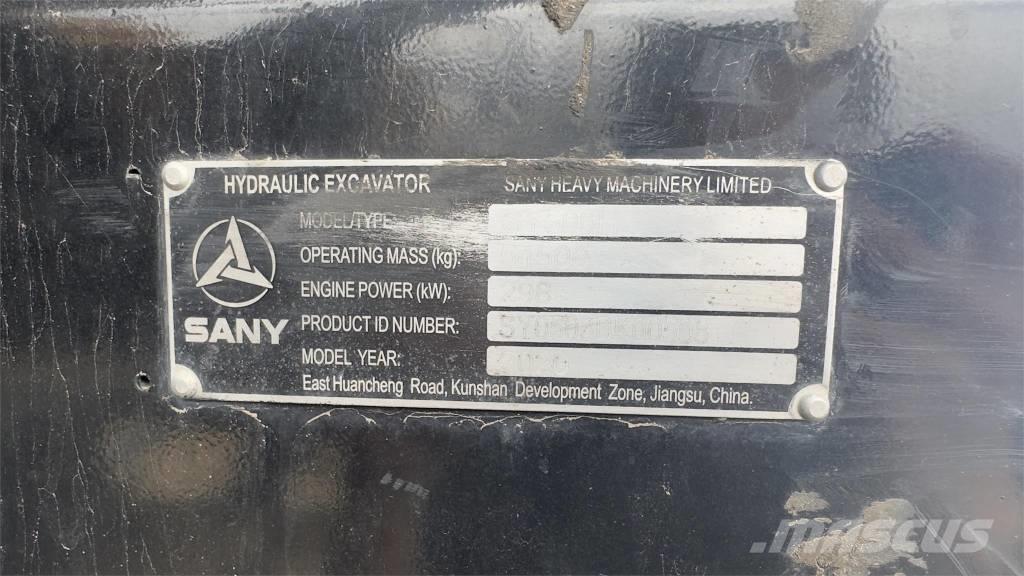 HYDRAULIC EXCAVATOR SANY HEAVY MACHINERY LIMITED
MODEL/TYPE
OPERATING MASS (kg):
ENGINE POWER (kW):
PRODUCT ID NUMBER:
MODEL YEAR:
SANY
East Huancheng Road, Kunshan Development Zone, Jiangsu, China.
MASCUS